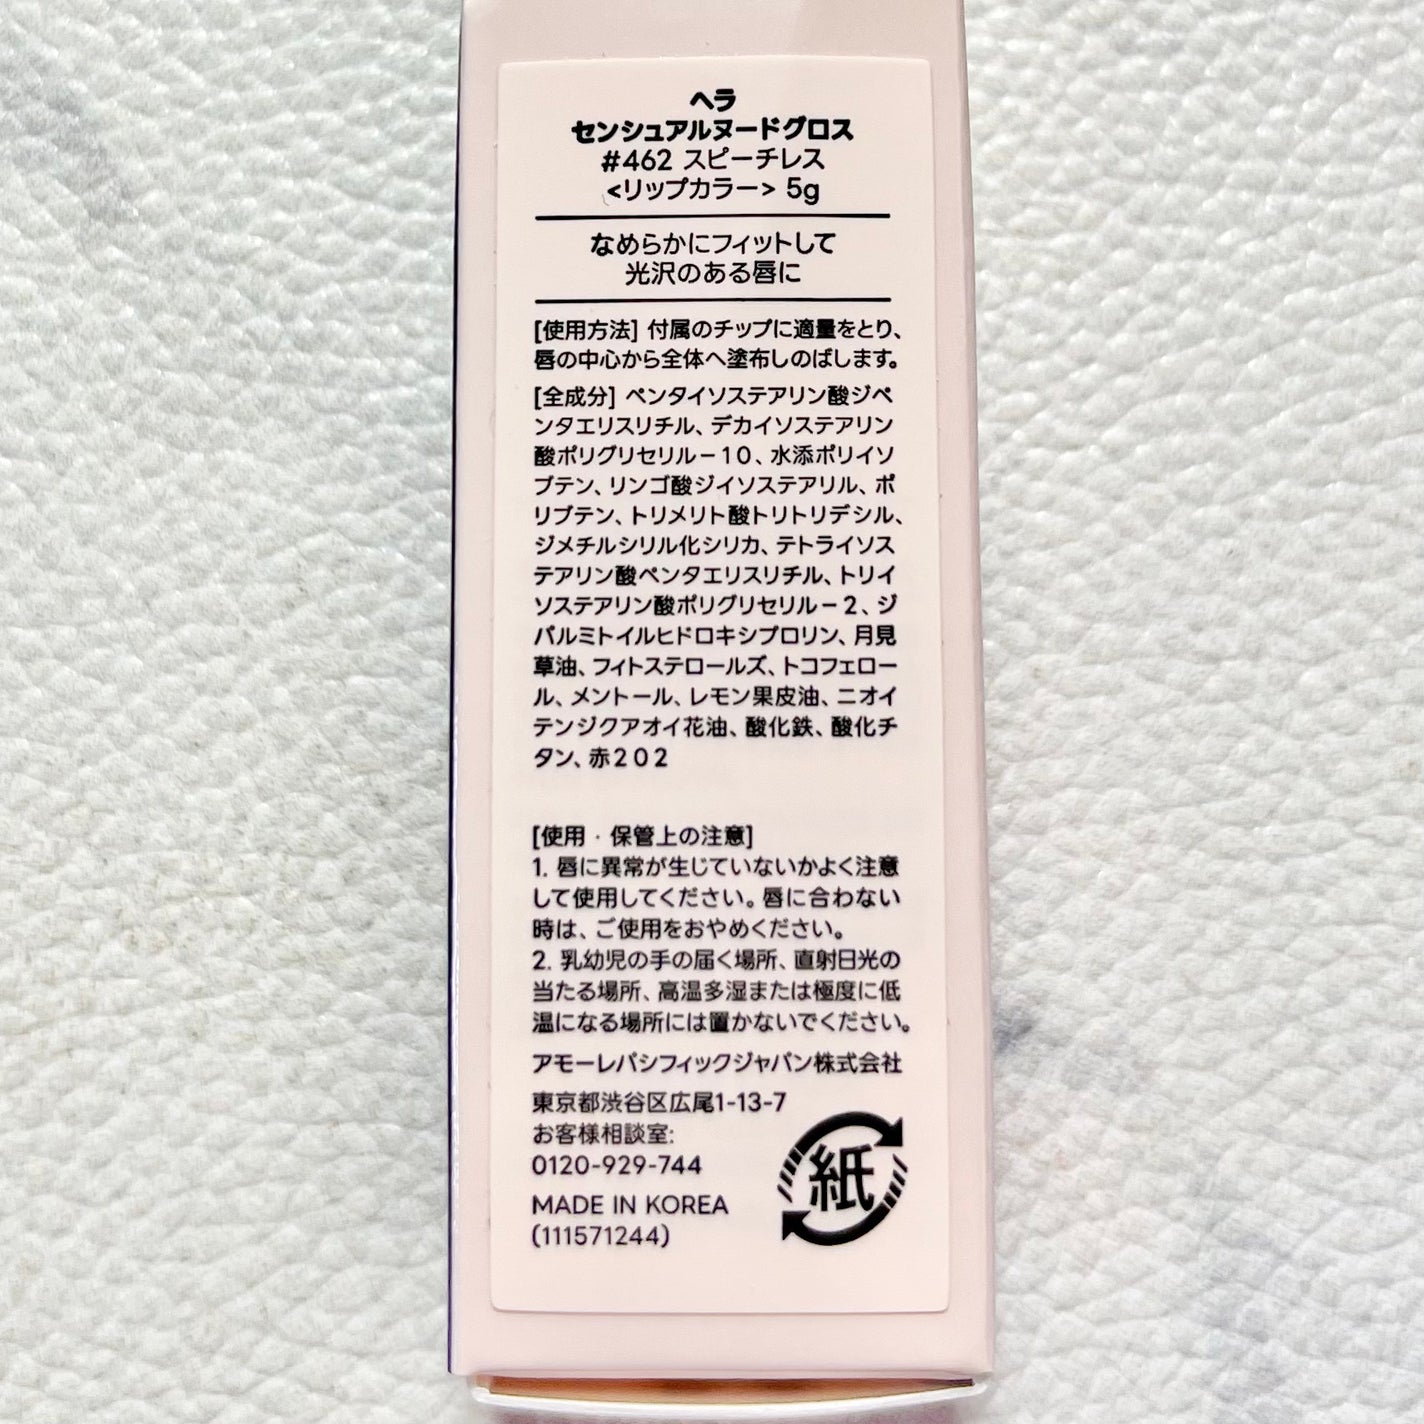 ヘラ
センシュアルヌードグロス
#462 スピーチレス
<リップカラー> 5g
なめらかにフィットして
光沢のある唇に
[使用方法] 付属のチップに適量をとり、
唇の中心から全体へ塗布しのばします。
[全成分] ペンタイソステアリン酸ジペ
ンタエリスリチル、デカイソステアリン
酸ポリグリセリル－10、水添ポリイソ
ブテン、リンゴ酸ジイソステアリル、ポ
リブテン、トリメリト酸トリトリデシル、
ジメチルシリル化シリカ、テトライソス
テアリン酸ペンタエリスリチル、トリイ
ソステアリン酸ポリグリセリル－2、ジ
パルミトイルヒドロキシプロリン、月見
草油、フィトステロールズ、トコフェロー
ル、メントール、レモン果皮油、ニオイ
テンジクアオイ花油、酸化鉄、酸化チ
タン、赤202
[使用・保管上の注意]
1. 唇に異常が生じていないかよく注意
して使用してください。唇に合わない
時は、ご使用をおやめください。
2. 乳幼児の手の届く場所、直射日光の
当たる場所、高温多湿または極度に低
温になる場所には置かないでください。
アモーレパシフィックジャパン株式会社
東京都渋谷区広尾1-13-7
お客様相談室:
0120-929-744
MADE IN KOREA
(111571244)
紙